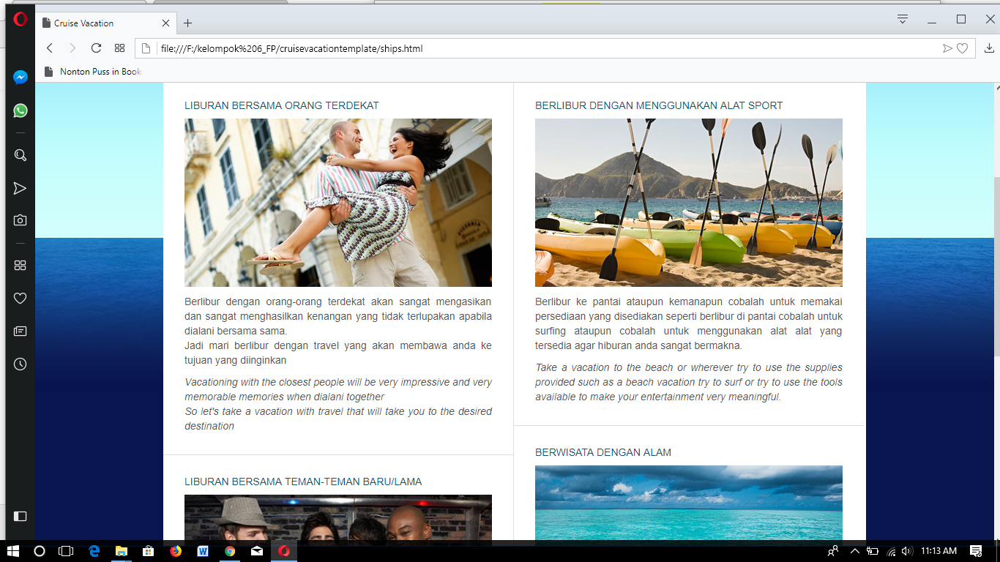 Cruise Vacation
file:///F:/kelompok%206_FP/cruisevacationtemplate/ships.html
Nonton Puss in Book
LIBURAN BERSAMA ORANG TERDEKAT
Berlibur dengan orang-orang terdekat akan sangat mengasikan
dan sangat menghasilkan kenangan yang tidak terlupakan apabila
dialani bersama sama.
Jadi mari berlibur dengan travel yang akan membawa anda ke
tujuan yang diinginkan
Vacationing with the closest people will be very impressive and very
memorable memories when dialani together
So let's take a vacation with travel that will take you to the desired
destination
LIBURAN BERSAMA TEMAN-TEMAN BARU/LAMA
BERLIBUR DENGAN MENGGUNAKAN ALAT SPORT
Berlibur ke pantai ataupun kemanapun cobalah untuk memakai
persediaan yang disediakan seperti berlibur di pantai cobalah untuk
surfing ataupun cobalah untuk menggunakan alat alat yang
tersedia agar hiburan anda sangat bermakna.
Take a vacation to the beach or wherever try to use the supplies
provided such as a beach vacation try to surf or try to use the tools
available to make your entertainment very meaningful.
BERWISATA DENGAN ALAM
11:13 AM